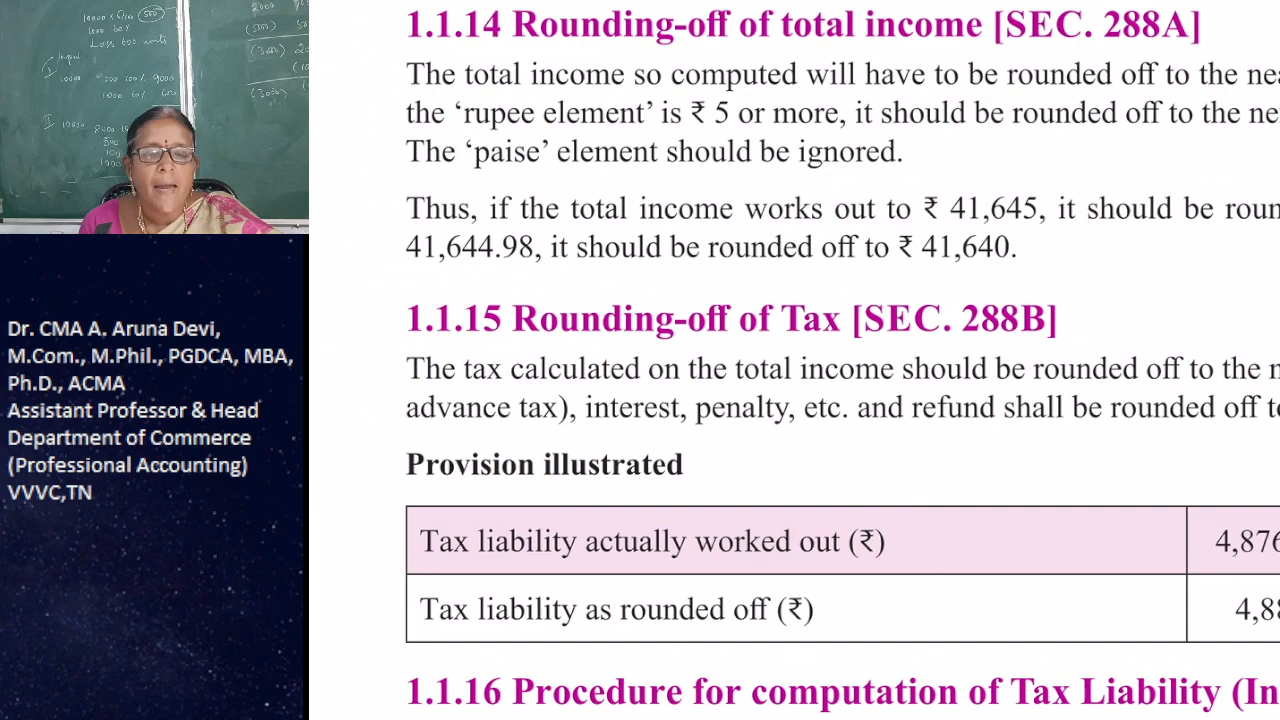 10000
Loss 600 units
10000
1000
Dr. CMA A. Aruna Devi,
M.Com., M.Phil., PGDCA, MBA,
Ph.D., ACMA
Assistant Professor & Head
Department of Commerce
(Professional Accounting)
VVVC,TN
1.1.14 Rounding-off of total income [SEC. 288A]
The total income so computed will have to be rounded off to the
the ‘rupee element’ is ₹ 5 or more, it should be rounded off to the
The ‘paise’ element should be ignored.
Thus, if the total income works out to ₹ 41,645, it should be
41,644.98, it should be rounded off to ₹ 41,640.
1.1.15 Rounding-off of Tax [SEC. 288B]
The tax calculated on the total income should be rounded off to the
advance tax), interest, penalty, etc. and refund shall be rounded off
Provision illustrated
Tax liability actually worked out (₹) 4,876
Tax liability as rounded off (₹) 4,88
1.1.16 Procedure for computation of Tax Liability